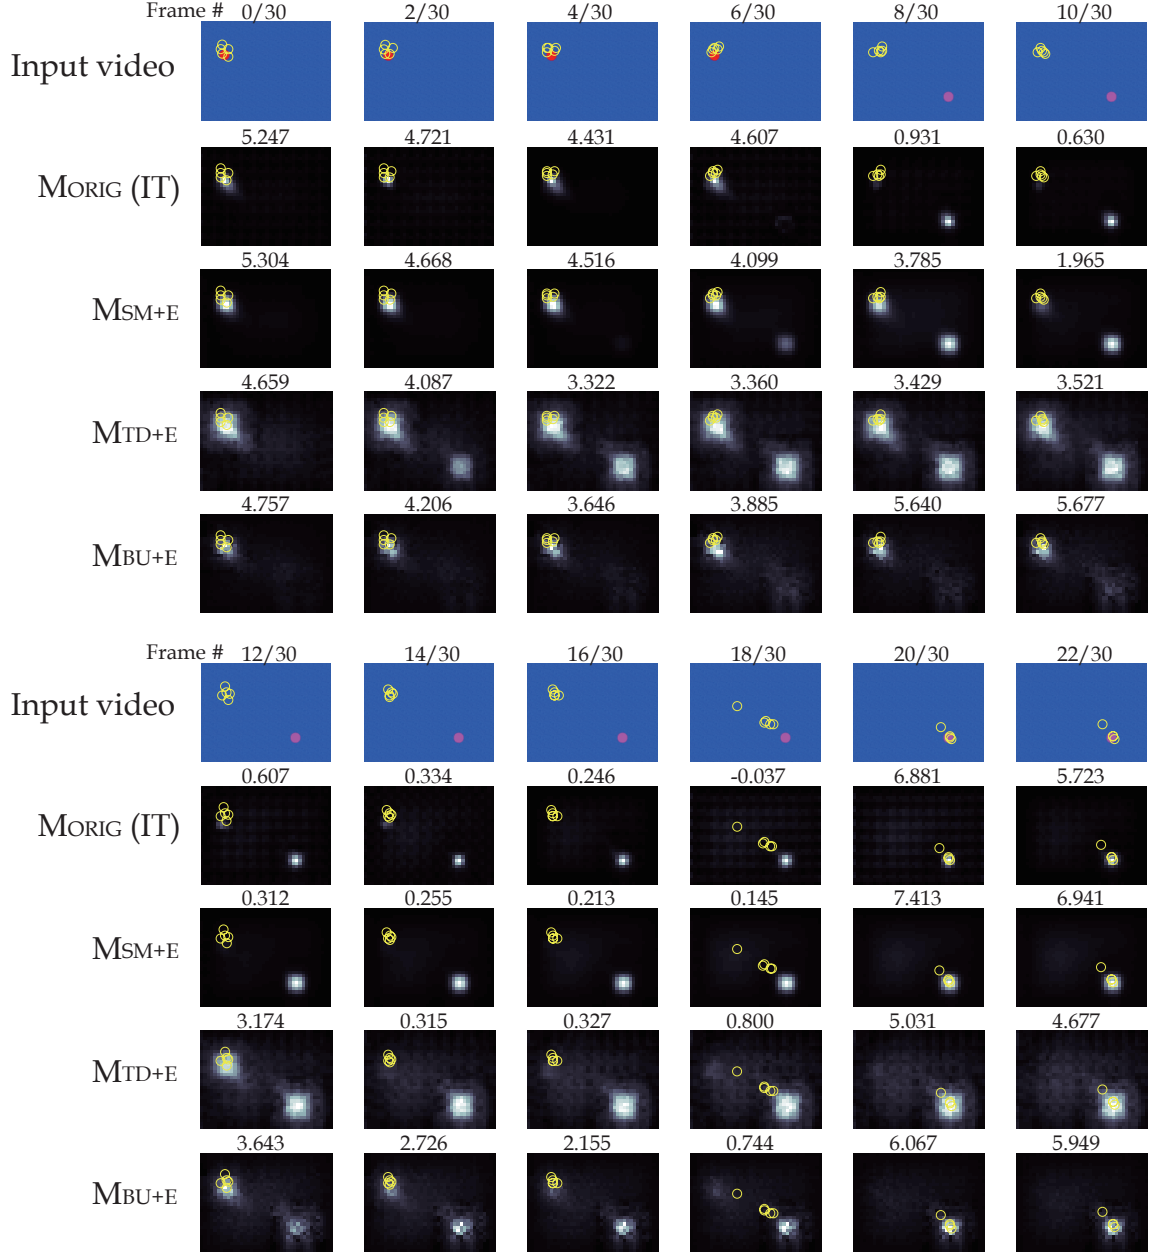 Frame # 0/30 2/30 4/30 6/30 8/30 10/30
Input video
5.247 4.721 4.431 4.607 0.931 0.630
MORIG (IT)
5.304 4.668 4.516 4.099 3.785 1.965
MSM+E
4.659 4.087 3.322 3.360 3.429 3.521
MTD+E
4.757 4.206 3.646 3.885 5.640 5.677
MBU+E
Frame # 12/30 14/30 16/30 18/30 20/30 22/30
Input video
0.607 0.334 0.246 -0.037 6.881 5.723
MORIG (IT)
0.312 0.255 0.213 0.145 7.413 6.941
MSM+E
3.174 0.315 0.327 0.800 5.031 4.677
MTD+E
3.643 2.726 2.155 0.744 6.067 5.949
MBU+E